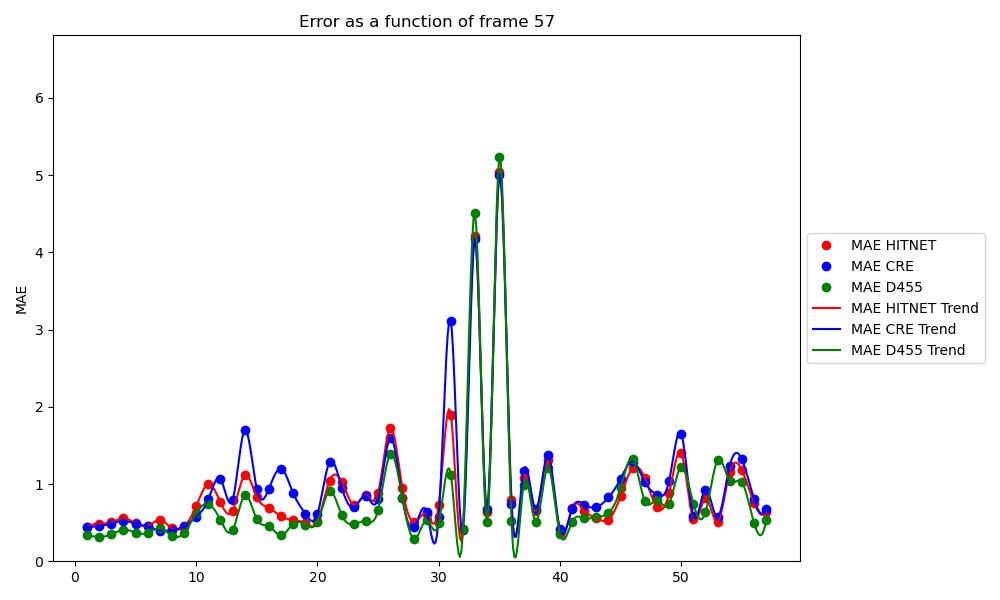 Error as a function of frame 57
MAE
6
5
4
3
2
1
0
0 10 20 30 40 50
MAE HITNET
MAE CRE
MAE D455
MAE HITNET Trend
MAE CRE Trend
MAE D455 Trend